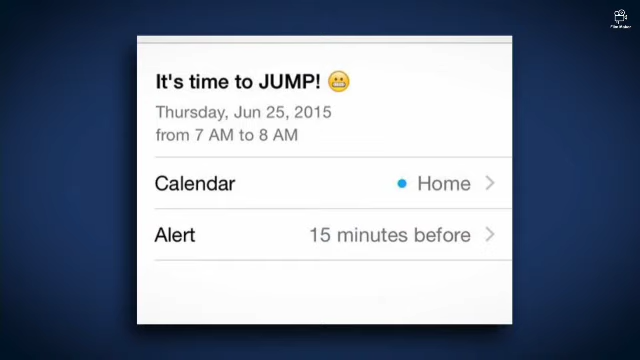 It's time to JUMP! 😬
Thursday, Jun 25, 2015
from 7 AM to 8 AM
Calendar
Home
Alert
15 minutes before
FilmMaker